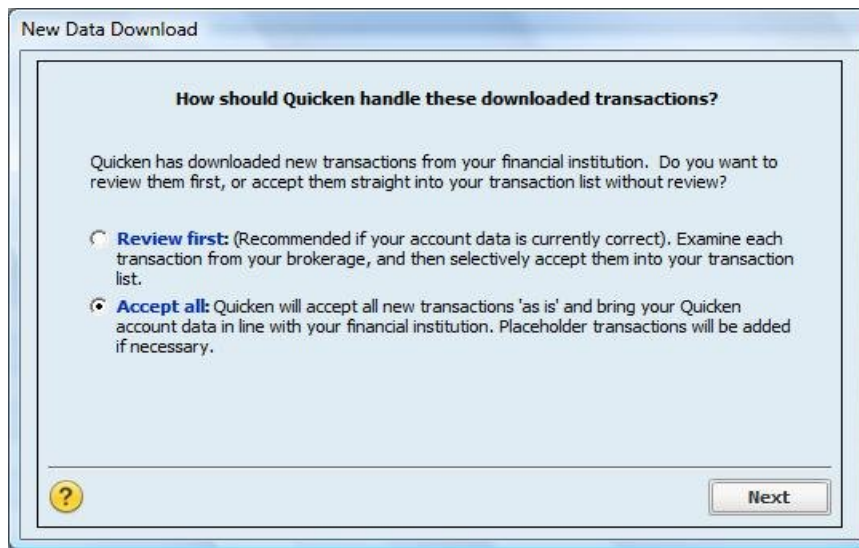 New Data Download
How should Quicken handle these downloaded transactions?
Quicken has downloaded new transactions from your financial institution. Do you want to
review them first, or accept them straight into your transaction list without review?
Review first: (Recommended if your account data is currently correct). Examine each
transaction from your brokerage, and then selectively accept them into your transaction
list.
Accept all: Quicken will accept all new transactions 'as is' and bring your Quicken
account data in line with your financial institution. Placeholder transactions will be added
if necessary.
?
Next